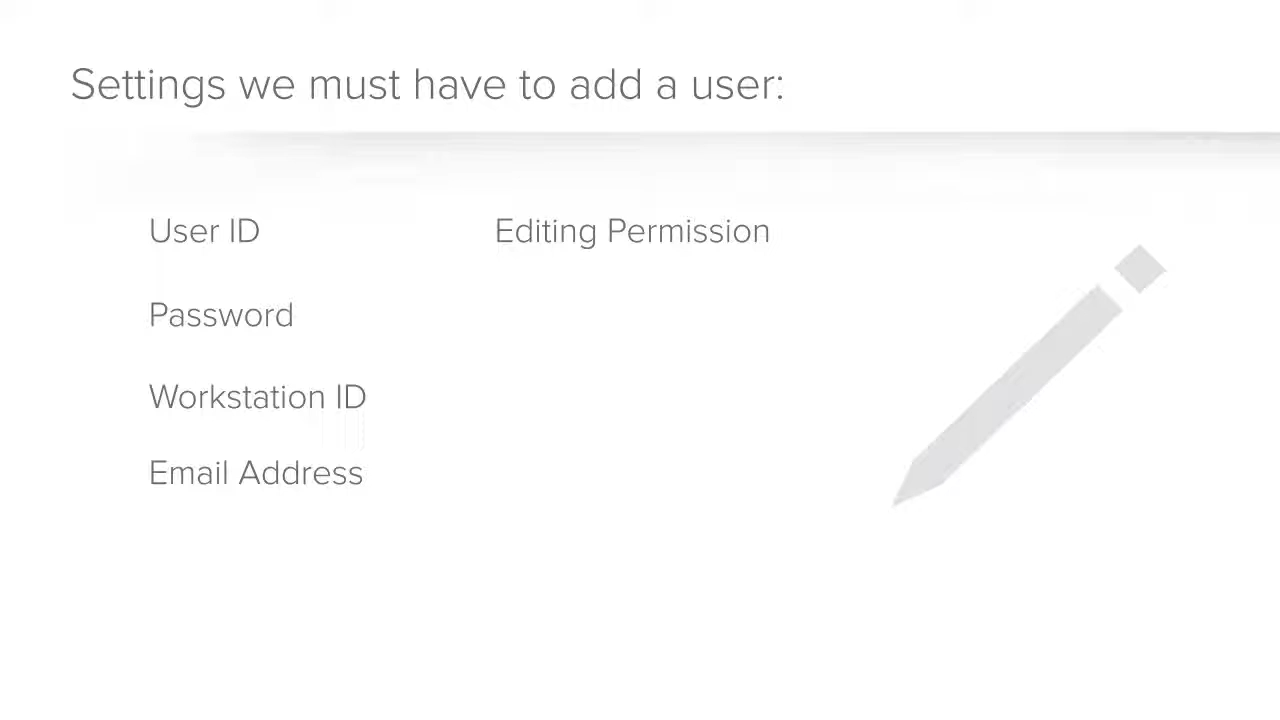 Settings we must have to add a user:
User ID
Password
Workstation ID
Email Address
Editing Permission